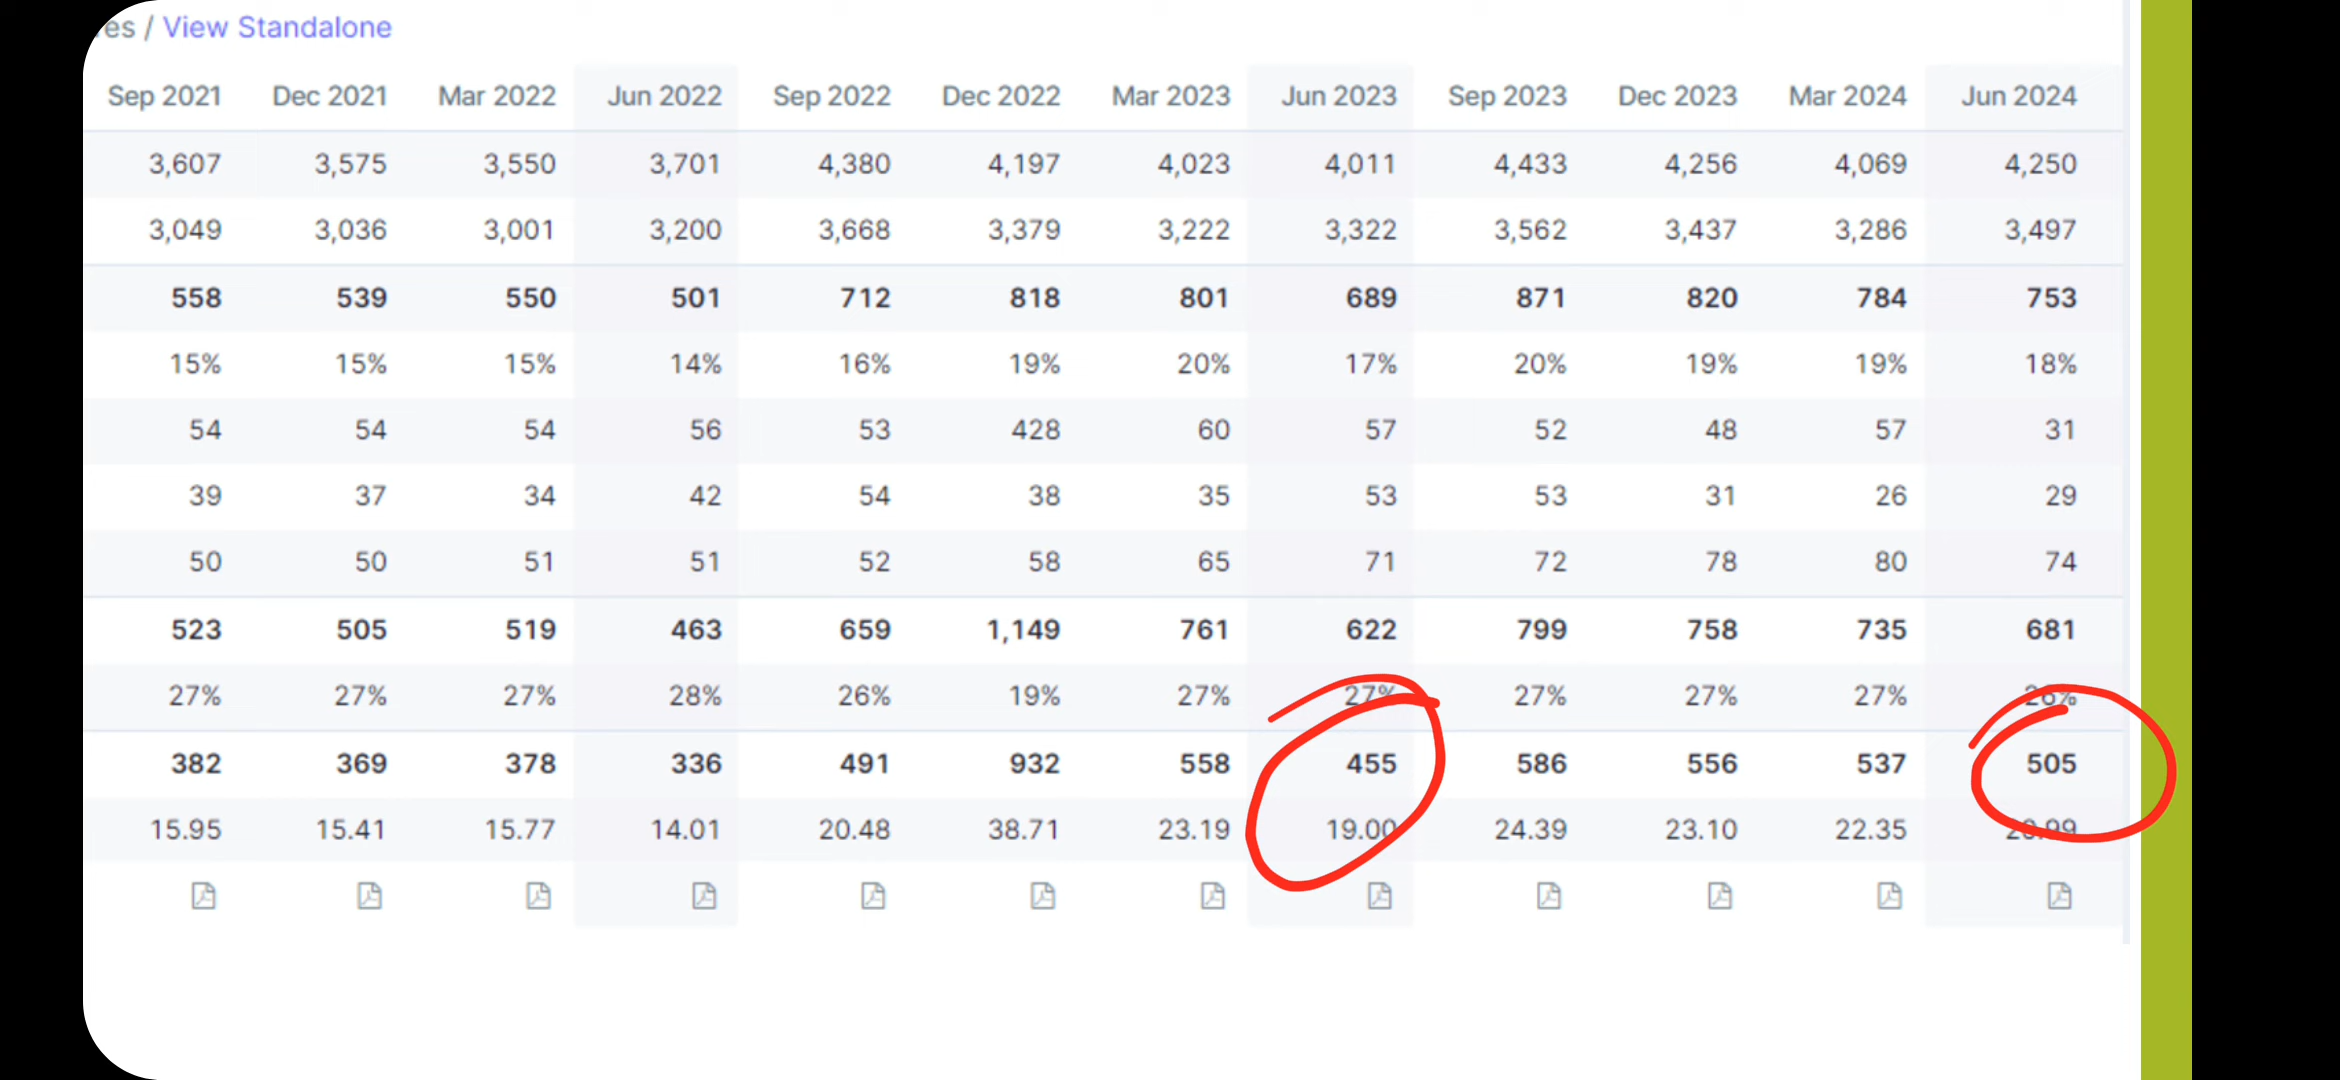 res / View Standalone
Sep 2021 Dec 2021 Mar 2022 Jun 2022 Sep 2022 Dec 2022 Mar 2023 Jun 2023 Sep 2023 Dec 2023 Mar 2024 Jun 2024
3,607 3,575 3,550 3,701 4,380 4,197 4,023 4,011 4,433 4,256 4,069 4,250
3,049 3,036 3,001 3,200 3,668 3,379 3,222 3,322 3,562 3,437 3,286 3,497
558 539 550 501 712 818 801 689 871 820 784 753
15% 15% 15% 14% 16% 19% 20% 17% 20% 19% 19% 18%
54 54 54 56 53 428 60 57 52 48 57 31
39 37 34 42 54 38 35 53 53 31 26 29
50 50 51 51 52 58 65 71 72 78 80 74
523 505 519 463 659 1,149 761 622 799 758 735 681
27% 27% 27% 28% 26% 19% 27% 27% 27% 27% 27% 26%
382 369 378 336 491 932 558 455 586 556 537 505
15.95 15.41 15.77 14.01 20.48 38.71 23.19 19.00 24.39 23.10 22.35 20.99